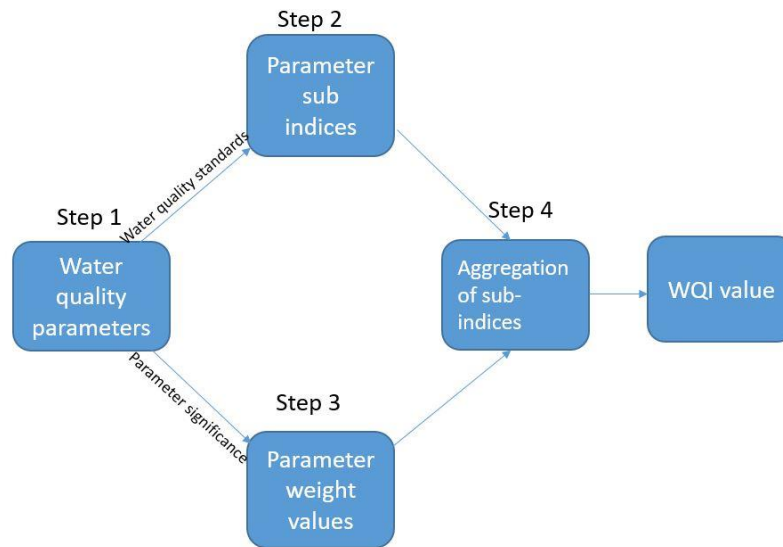 Step 2
Parameter
sub
indices
Water quality standards
Step 1
Water
quality
parameters
Parameter significance
Step 3
Parameter
weight
values
Step 4
Aggregation
of sub-
indices
WQI value